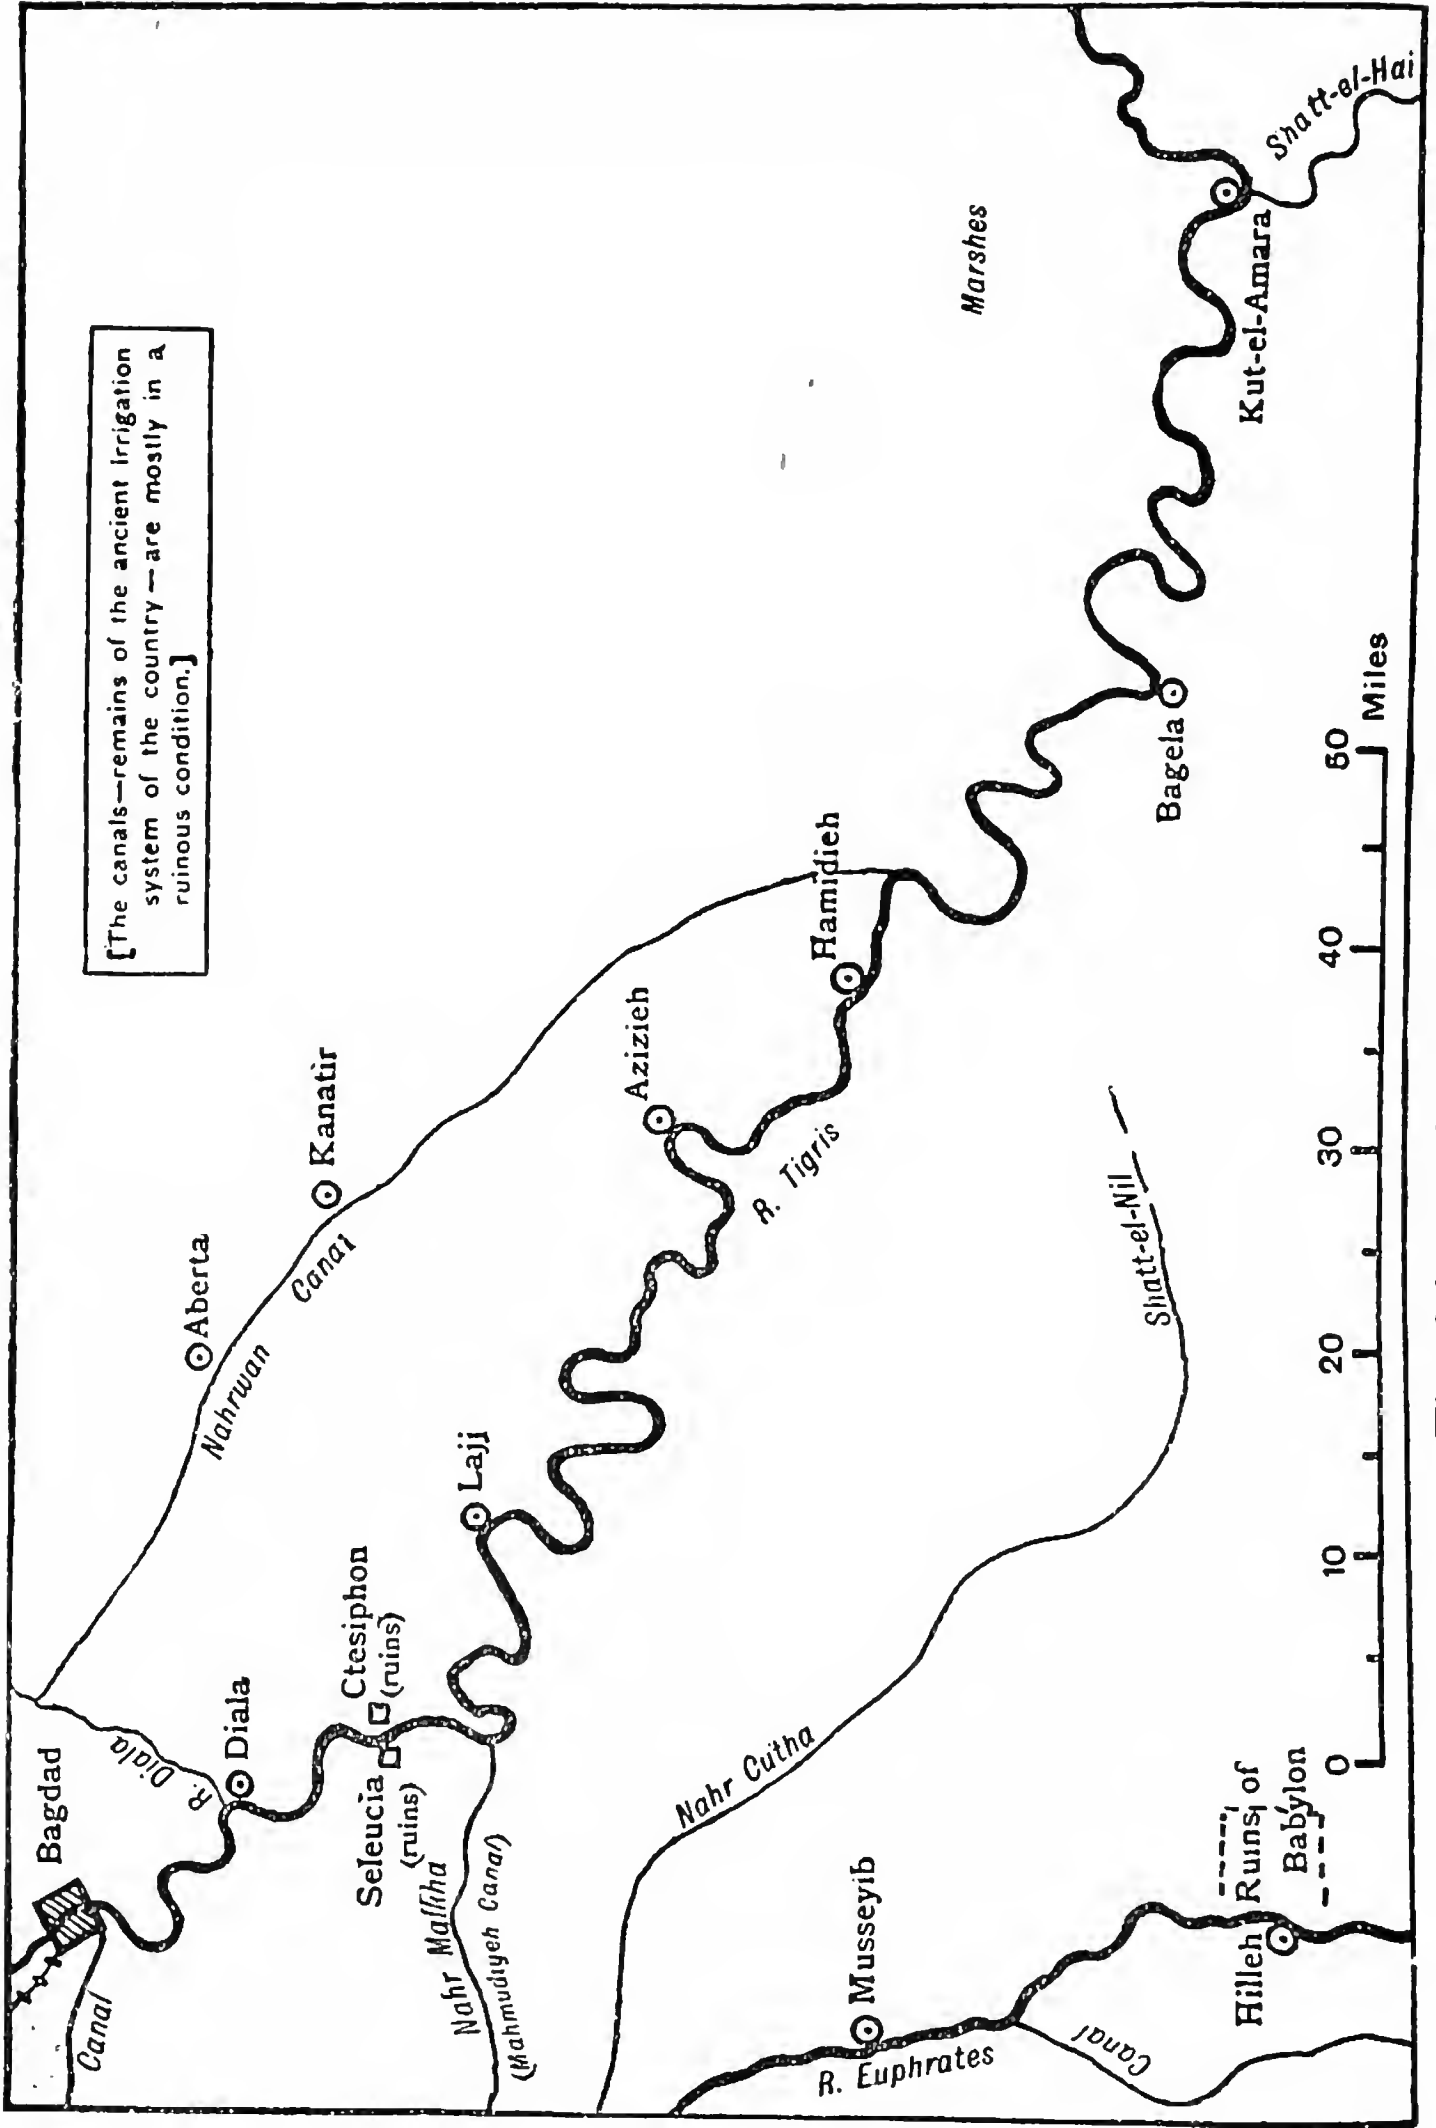 [The canals—remains of the ancient irrigation
system of the country—are mostly in a
ruinous condition.]
Bagdad
Canal
R. Diala
Diala
Nahrwan
Canal
Aberta
Kanatir
Ctesiphon
(ruins)
Seleucia
(ruins)
Nahr Maliha
(Mahmudiyeh Canal)
Lajj
Azizieh
R. Tigris
Hamidieh
Marshes
Bagela
Kut-el-Amara
Shatt-el-Hai
Nahr Cutha
Shatt-el-Nil
Musseyib
R. Euphrates
Canal
Hilleh
Ruins of
Babylon
0 10 20 30 40 50
Miles